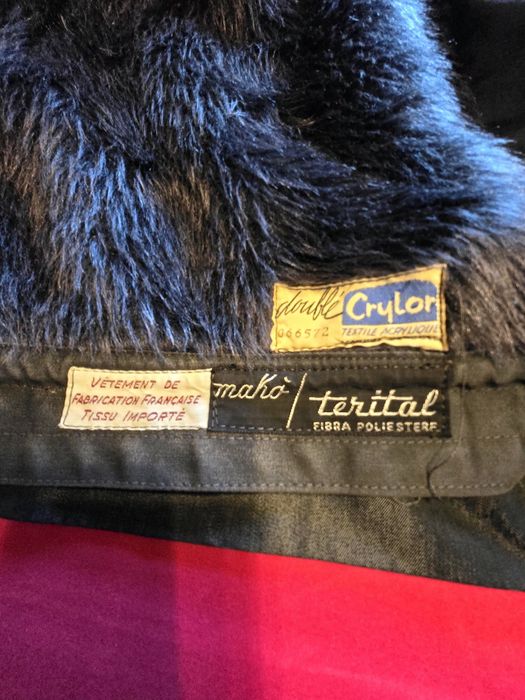 doublé Crylor
066572 TEXTILE ACRYLIQUE
VÊTEMENT DE
FABRICATION FRANÇAISE
TISSU IMPORTÉ
makò / terital
FIBRA POLIESTERE